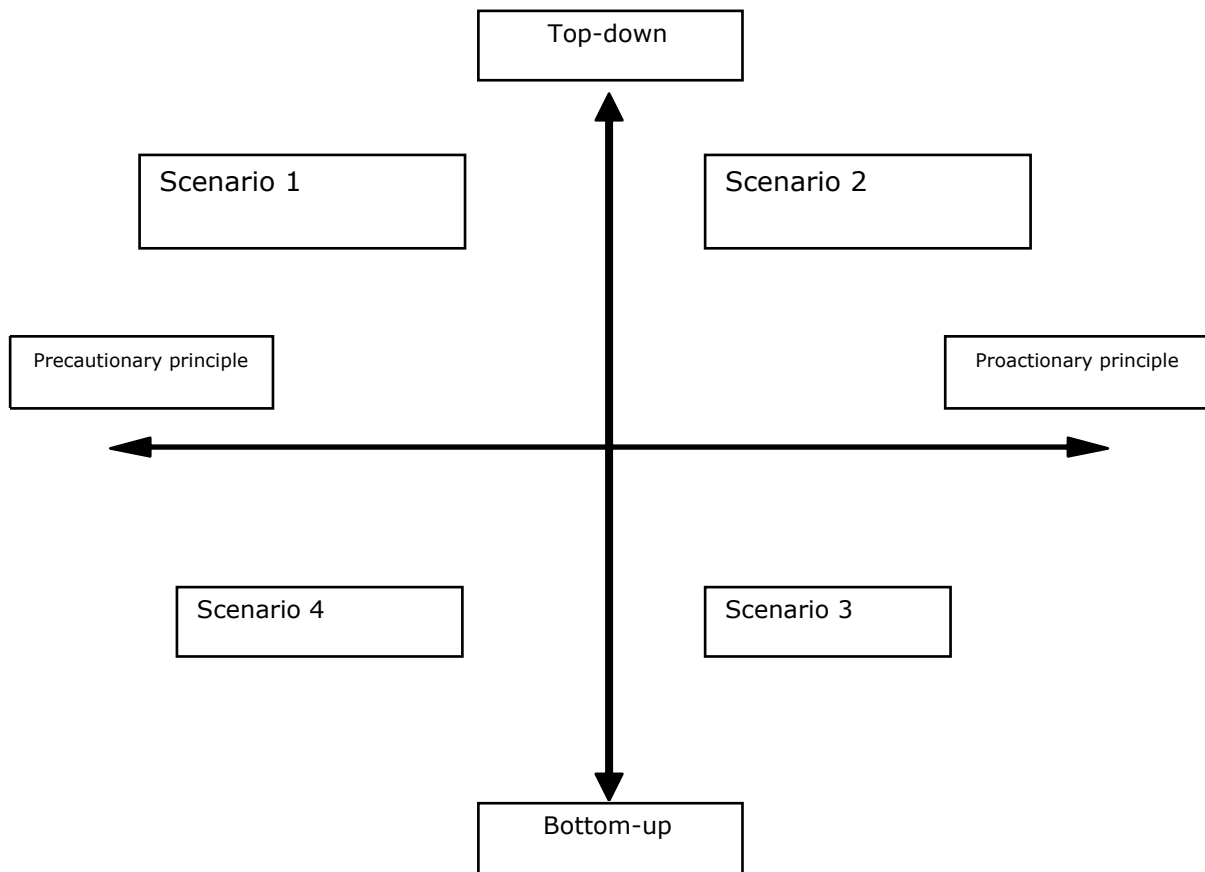 Top-down
Scenario 1
Scenario 2
Precautionary principle
Proactionary principle
Scenario 4
Scenario 3
Bottom-up